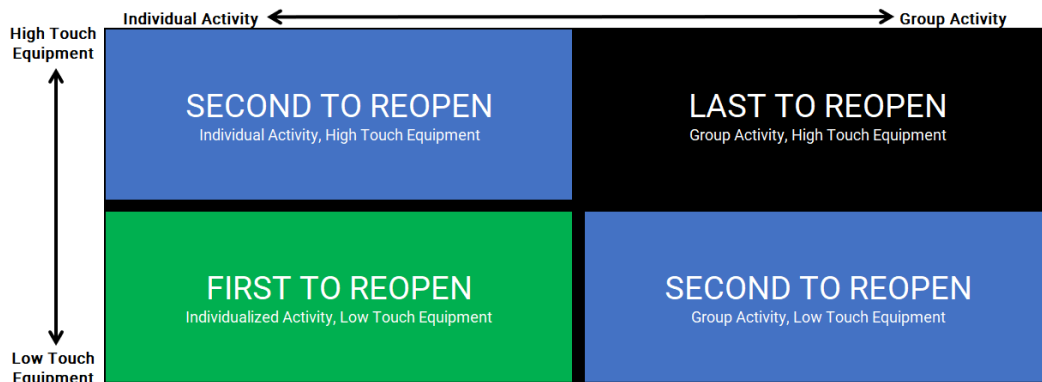 Individual Activity
Group Activity
High Touch
Equipment
SECOND TO REOPEN
Individual Activity, High Touch Equipment
LAST TO REOPEN
Group Activity, High Touch Equipment
FIRST TO REOPEN
Individualized Activity, Low Touch Equipment
SECOND TO REOPEN
Group Activity, Low Touch Equipment
Low Touch
Equipment